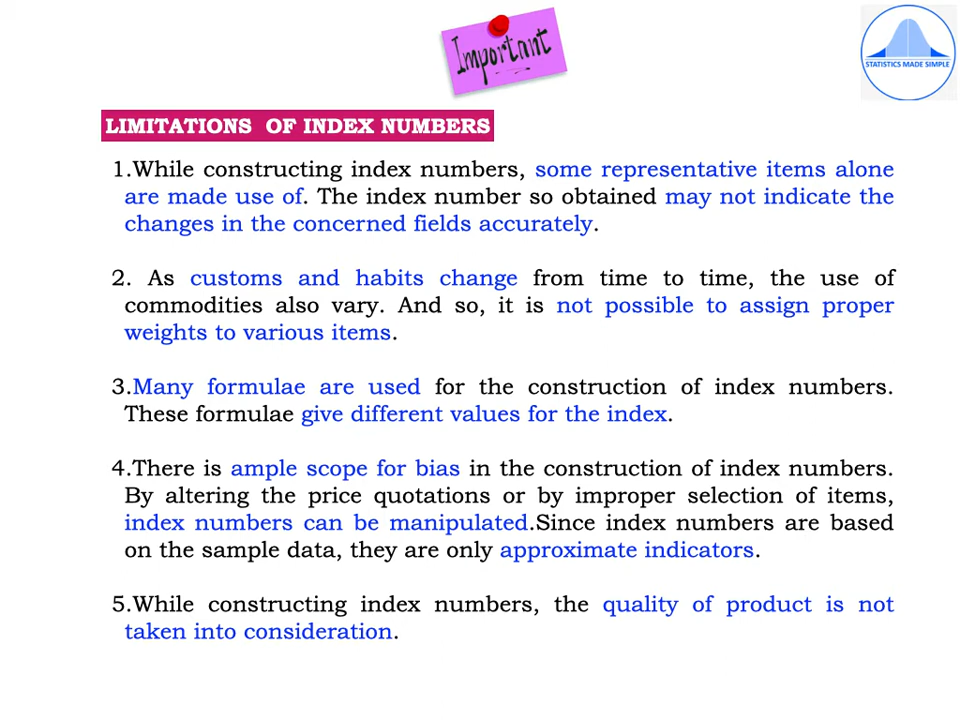 Important
STATISTICS MADE SIMPLE
LIMITATIONS OF INDEX NUMBERS
1.While constructing index numbers, some representative items alone
are made use of. The index number so obtained may not indicate the
changes in the concerned fields accurately.
2. As customs and habits change from time to time, the use of
commodities also vary. And so, it is not possible to assign proper
weights to various items.
3.Many formulae are used for the construction of index numbers.
These formulae give different values for the index.
4.There is ample scope for bias in the construction of index numbers.
By altering the price quotations or by improper selection of items,
index numbers can be manipulated.Since index numbers are based
on the sample data, they are only approximate indicators.
5.While constructing index numbers, the quality of product is not
taken into consideration.